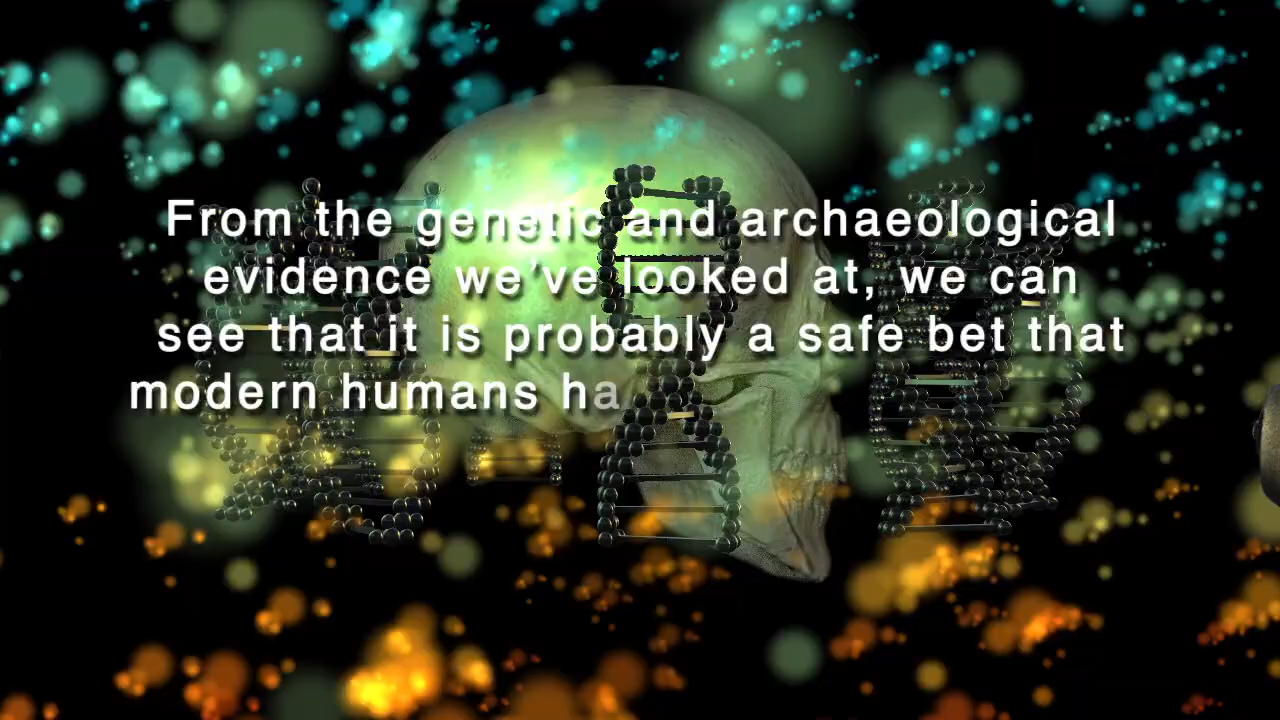 From the genetic and archaeological
evidence we've looked at, we can
see that it is probably a safe bet that
modern humans ha